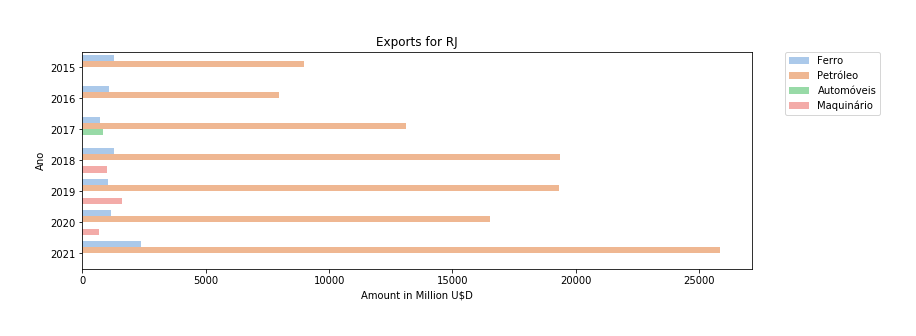 Exports for RJ
Ferro
Petróleo
Automóveis
Maquinário
Ano
2015
2016
2017
2018
2019
2020
2021
0 5000 10000 15000 20000 25000
Amount in Million U$D